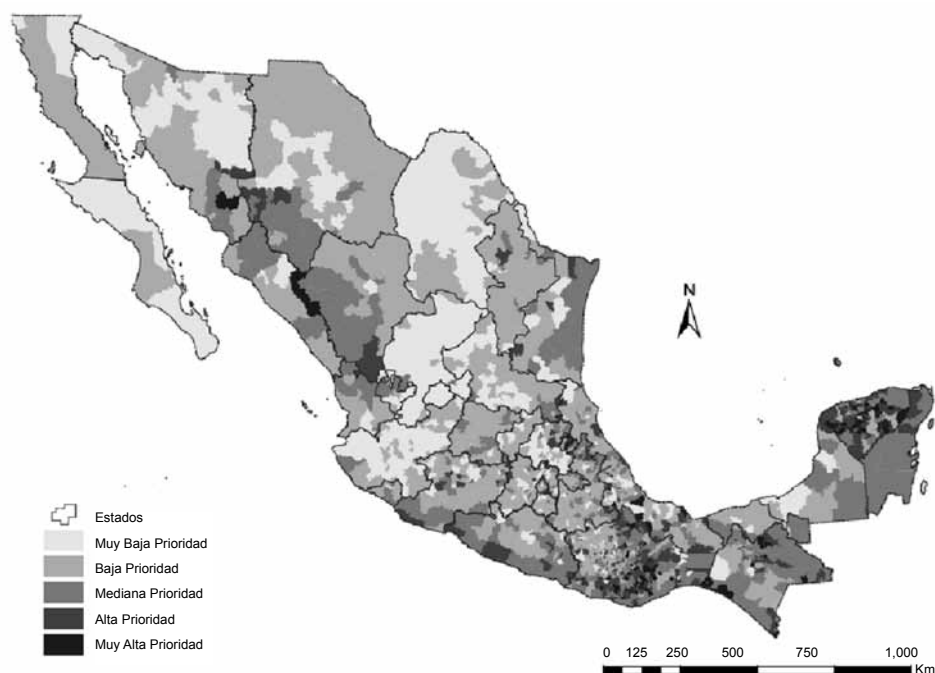 N
Estados
Muy Baja Prioridad
Baja Prioridad
Mediana Prioridad
Alta Prioridad
Muy Alta Prioridad
0 125 250 500 750 1,000
Km